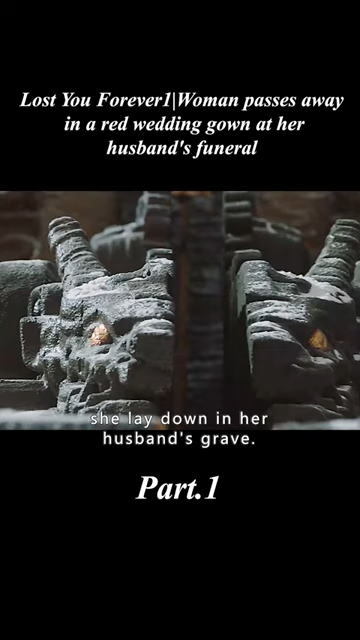 Lost You Forever1|Woman passes away
in a red wedding gown at her
husband's funeral
she lay down in her
husband's grave.
Part.1